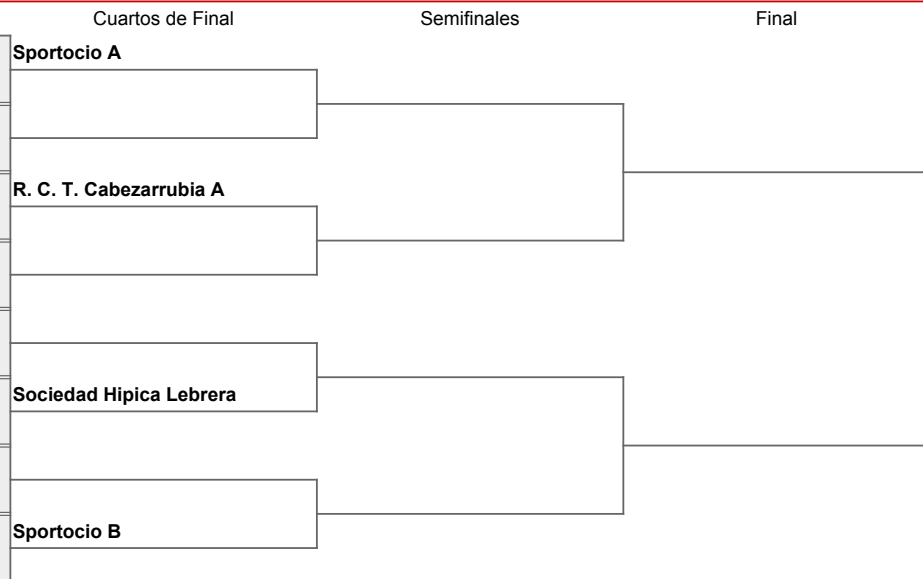 Cuartos de Final Semifinales Final
Sportocio A
R. C. T. Cabezarrubia A
Sociedad Hipica Lebrera
Sportocio B